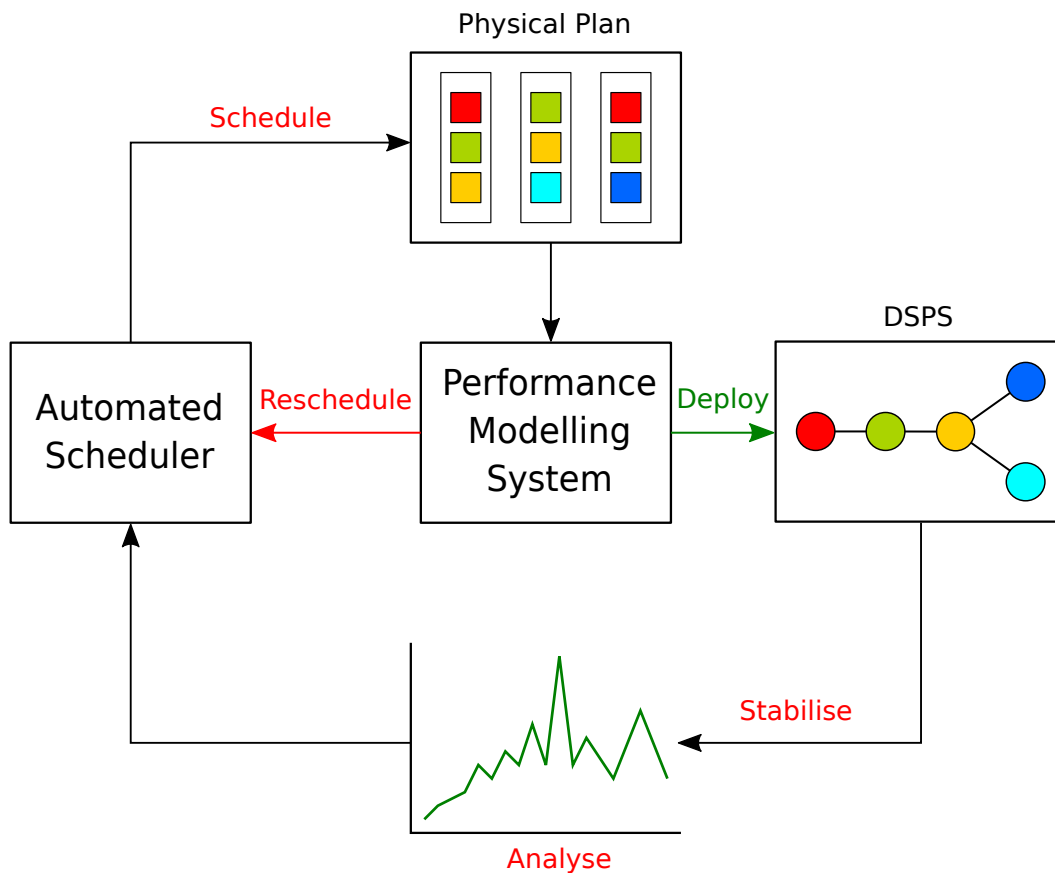 Physical Plan
Schedule
DSPS
Automated
Scheduler
Reschedule
Performance
Modelling
System
Deploy
Stabilise
Analyse